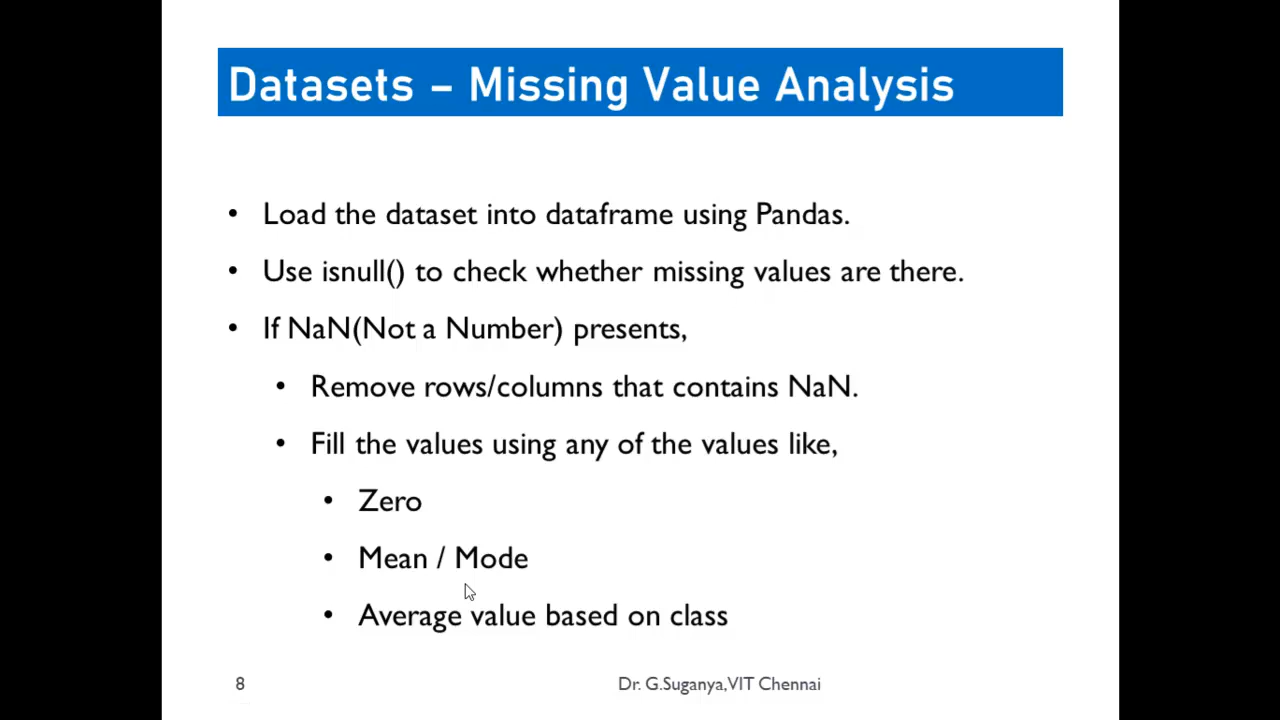 Datasets – Missing Value Analysis
• Load the dataset into dataframe using Pandas.
• Use isnull() to check whether missing values are there.
• If NaN(Not a Number) presents,
• Remove rows/columns that contains NaN.
• Fill the values using any of the values like,
• Zero
• Mean / Mode
• Average value based on class
8
Dr. G.Suganya,VIT Chennai